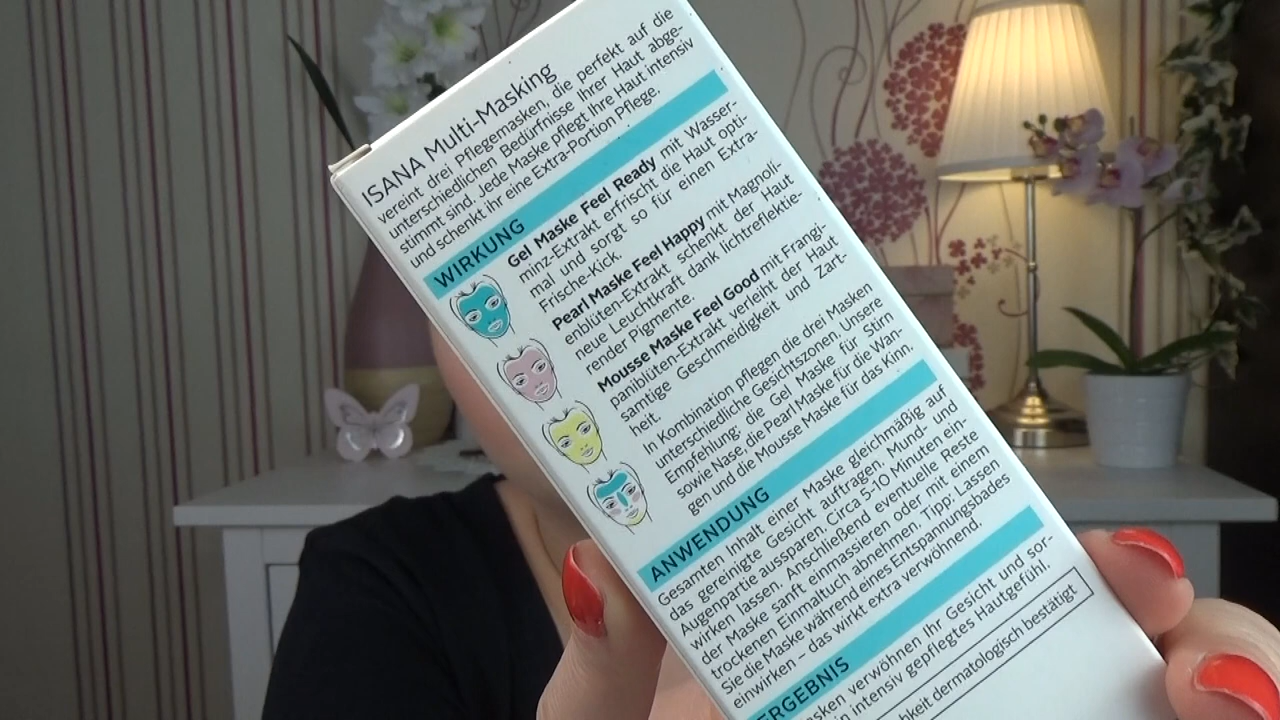 ISANA Multi-Masking
vereint drei Pflegemasken, die perfekt auf die
unterschiedlichen Bedürfnisse Ihrer Haut abge-
stimmt sind. Jede Maske pflegt Ihre Haut intensiv
und schenkt ihr eine Extra-Portion Pflege.
WIRKUNG
Gel Maske Feel Ready mit Wasser-
minz-Extrakt erfrischt die Haut opti-
mal und sorgt so für einen Extra-
Frische-Kick.
Pearl Maske Feel Happy mit Magnoli-
enblüten-Extrakt schenkt der Haut
neue Leuchtkraft dank lichtreflektie-
render Pigmente.
Mousse Maske Feel Good mit Frangi-
paniblüten-Extrakt verleiht der Haut
samtige Geschmeidigkeit und Zart-
heit.
In Kombination pflegen die drei Masken
unterschiedliche Gesichtszonen. Unsere
Empfehlung: die Gel Maske für Stirn
sowie Nase, die Pearl Maske für die Wan-
gen und die Mousse Maske für das Kinn.
ANWENDUNG
Gesamten Inhalt einer Maske gleichmäßig auf
das gereinigte Gesicht auftragen, Mund- und
Augenpartie aussparen. Circa 5-10 Minuten ein-
wirken lassen. Anschließend eventuelle Reste
der Maske sanft einmassieren oder mit einem
trockenen Einmaltuch abnehmen. Tipp: Lassen
Sie die Maske während eines Entspannungsbades
einwirken – das wirkt extra verwöhnend.
ERGEBNIS
verwöhnen Ihr Gesicht und sor-
intensiv gepflegtes Hautgefühl.
dermatologisch bestätigt